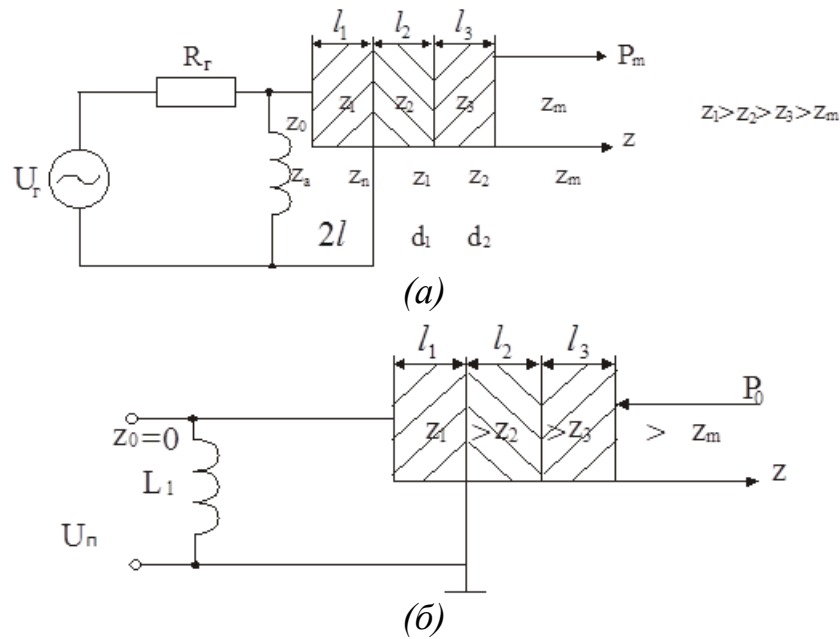 l₁ l₂ l₃
Rг
Pm
z₁ z₂ z₃ zm
z₁>z₂>z₃>zm
z₀
z
Uг
zа zп z₁ z₂ zm
2l d₁ d₂
(а)
l₁ l₂ l₃
P₀
z₀=0
z₁ >z₂ >z₃ > zm
z
L₁
Uп
(б)